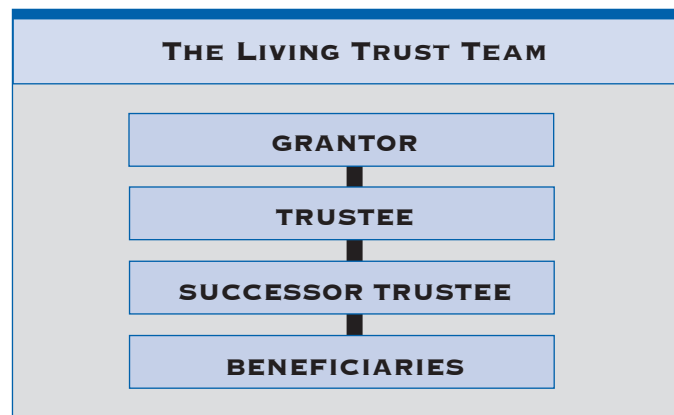 THE LIVING TRUST TEAM
GRANTOR
TRUSTEE
SUCCESSOR TRUSTEE
BENEFICIARIES